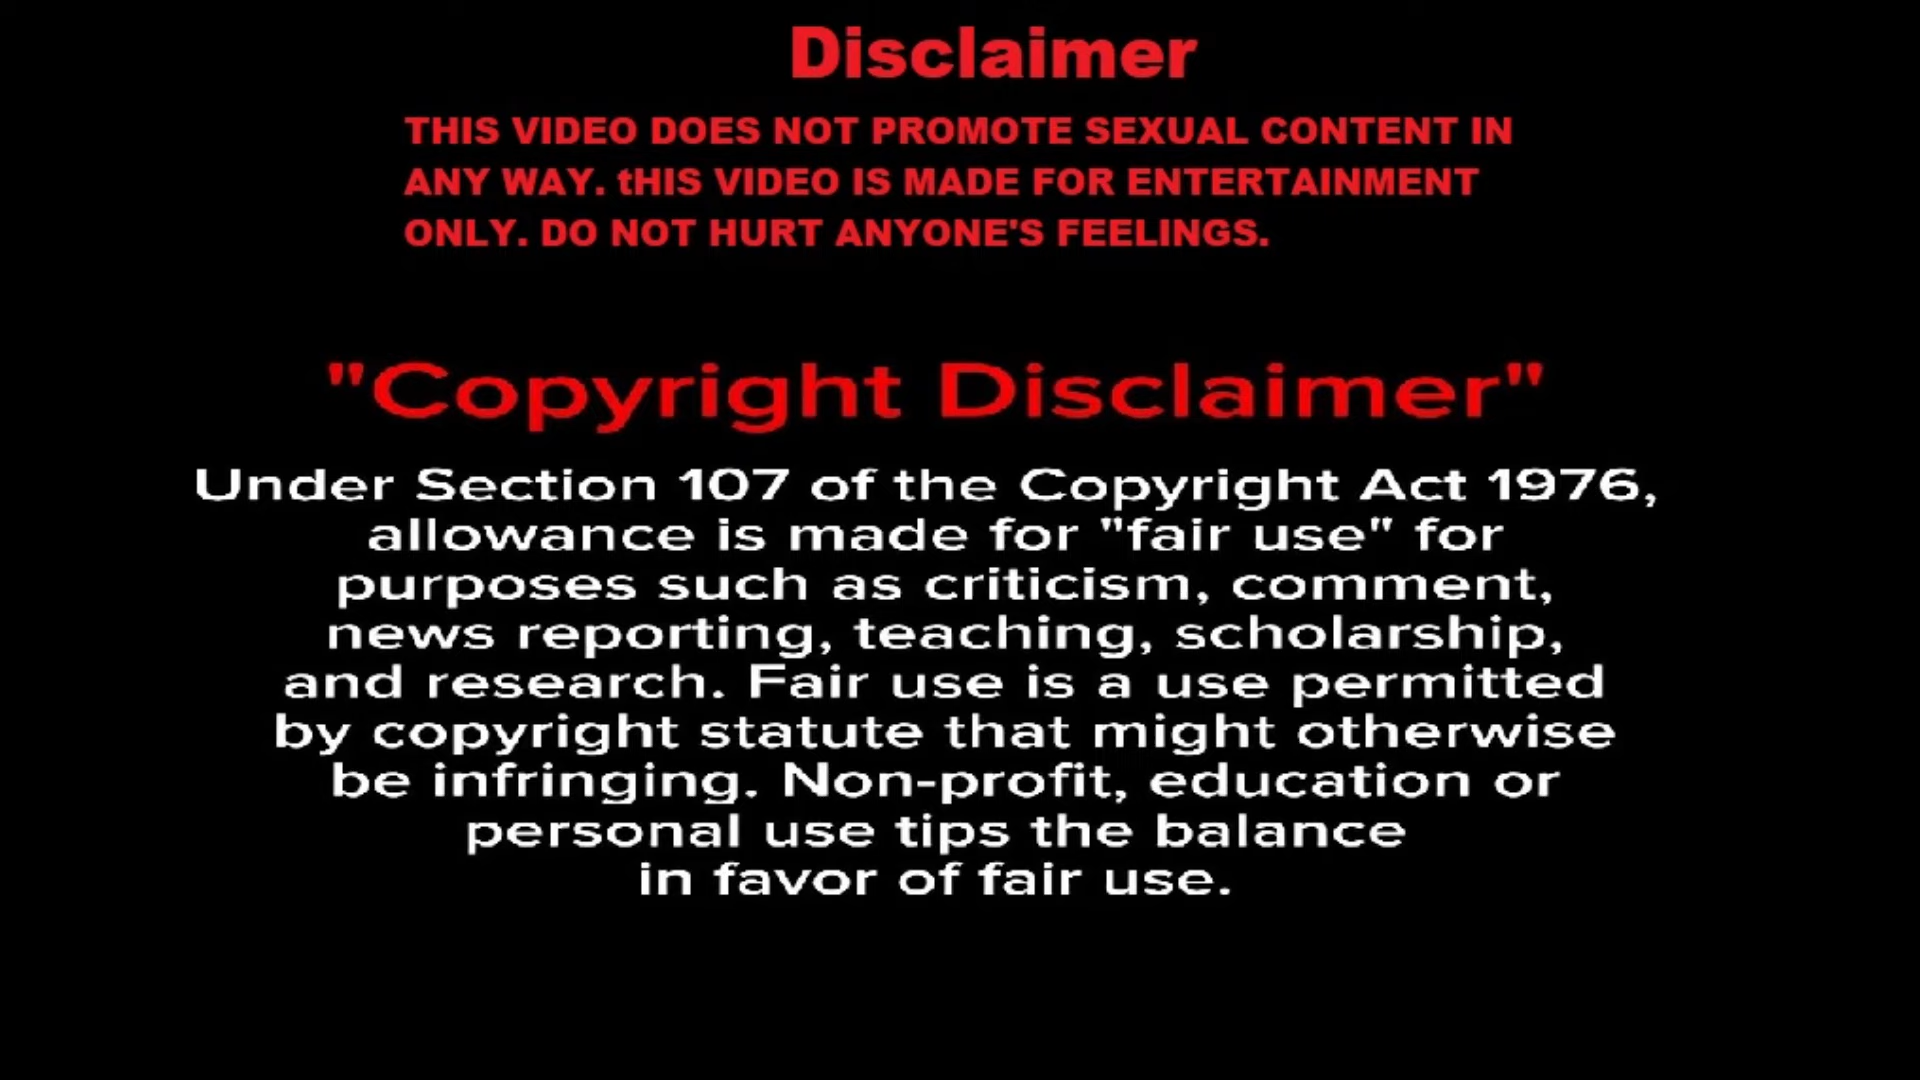 Disclaimer
THIS VIDEO DOES NOT PROMOTE SEXUAL CONTENT IN
ANY WAY. tHIS VIDEO IS MADE FOR ENTERTAINMENT
ONLY. DO NOT HURT ANYONE'S FEELINGS.
"Copyright Disclaimer"
Under Section 107 of the Copyright Act 1976,
allowance is made for "fair use" for
purposes such as criticism, comment,
news reporting, teaching, scholarship,
and research. Fair use is a use permitted
by copyright statute that might otherwise
be infringing. Non-profit, education or
personal use tips the balance
in favor of fair use.